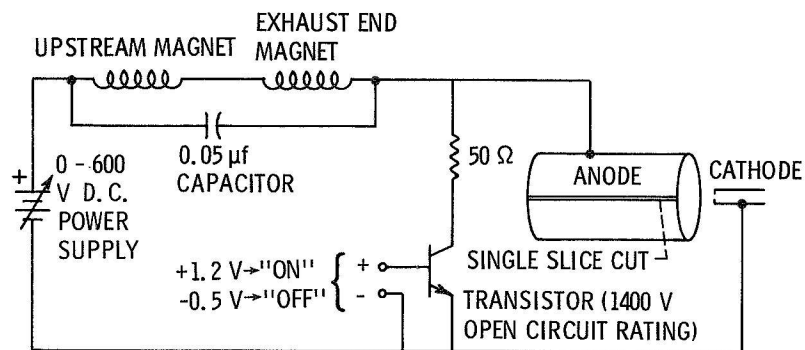 UPSTREAM MAGNET
EXHAUST END
MAGNET
0.05 µf
CAPACITOR
+
0-600
V D.C.
POWER
SUPPLY
50 Ω
ANODE
CATHODE
SINGLE SLICE CUT
+1.2 V→"ON"
-0.5 V→"OFF"
+
-
TRANSISTOR (1400 V
OPEN CIRCUIT RATING)